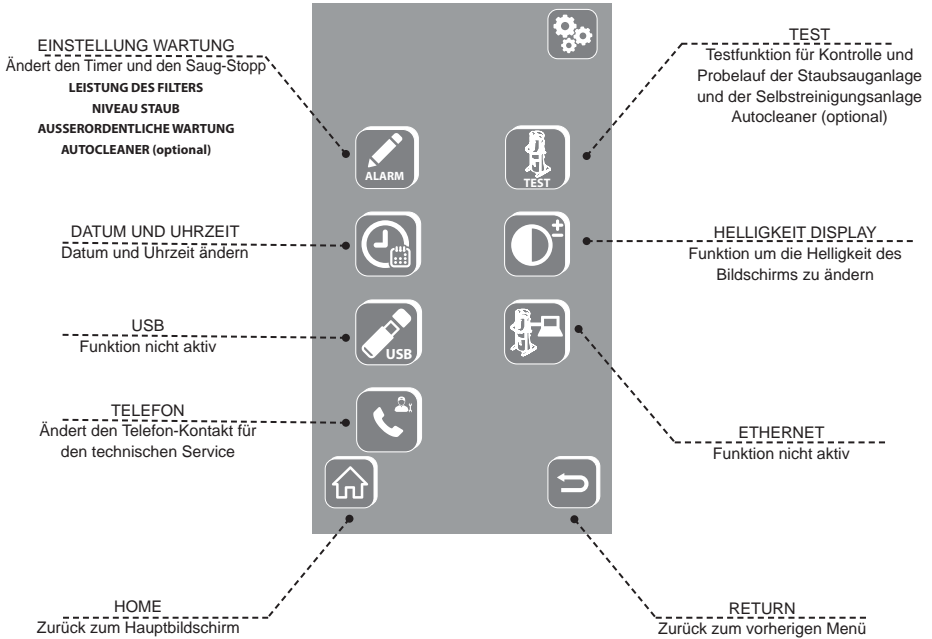 EINSTELLUNG WARTUNG
Ändert den Timer und den Saug-Stopp
LEISTUNG DES FILTERS
NIVEAU STAUB
AUSSERORDENTLICHE WARTUNG
AUTOCLEANER (optional)
ALARM
TEST
Testfunktion für Kontrolle und
Probelauf der Staubsauganlage
und der Selbstreinigungsanlage
Autocleaner (optional)
TEST
DATUM UND UHRZEIT
Datum und Uhrzeit ändern
HELLIGKEIT DISPLAY
Funktion um die Helligkeit des
Bildschirms zu ändern
USB
Funktion nicht aktiv
USB
ETHERNET
Funktion nicht aktiv
TELEFON
Ändert den Telefon-Kontakt für
den technischen Service
HOME
Zurück zum Hauptbildschirm
RETURN
Zurück zum vorherigen Menü